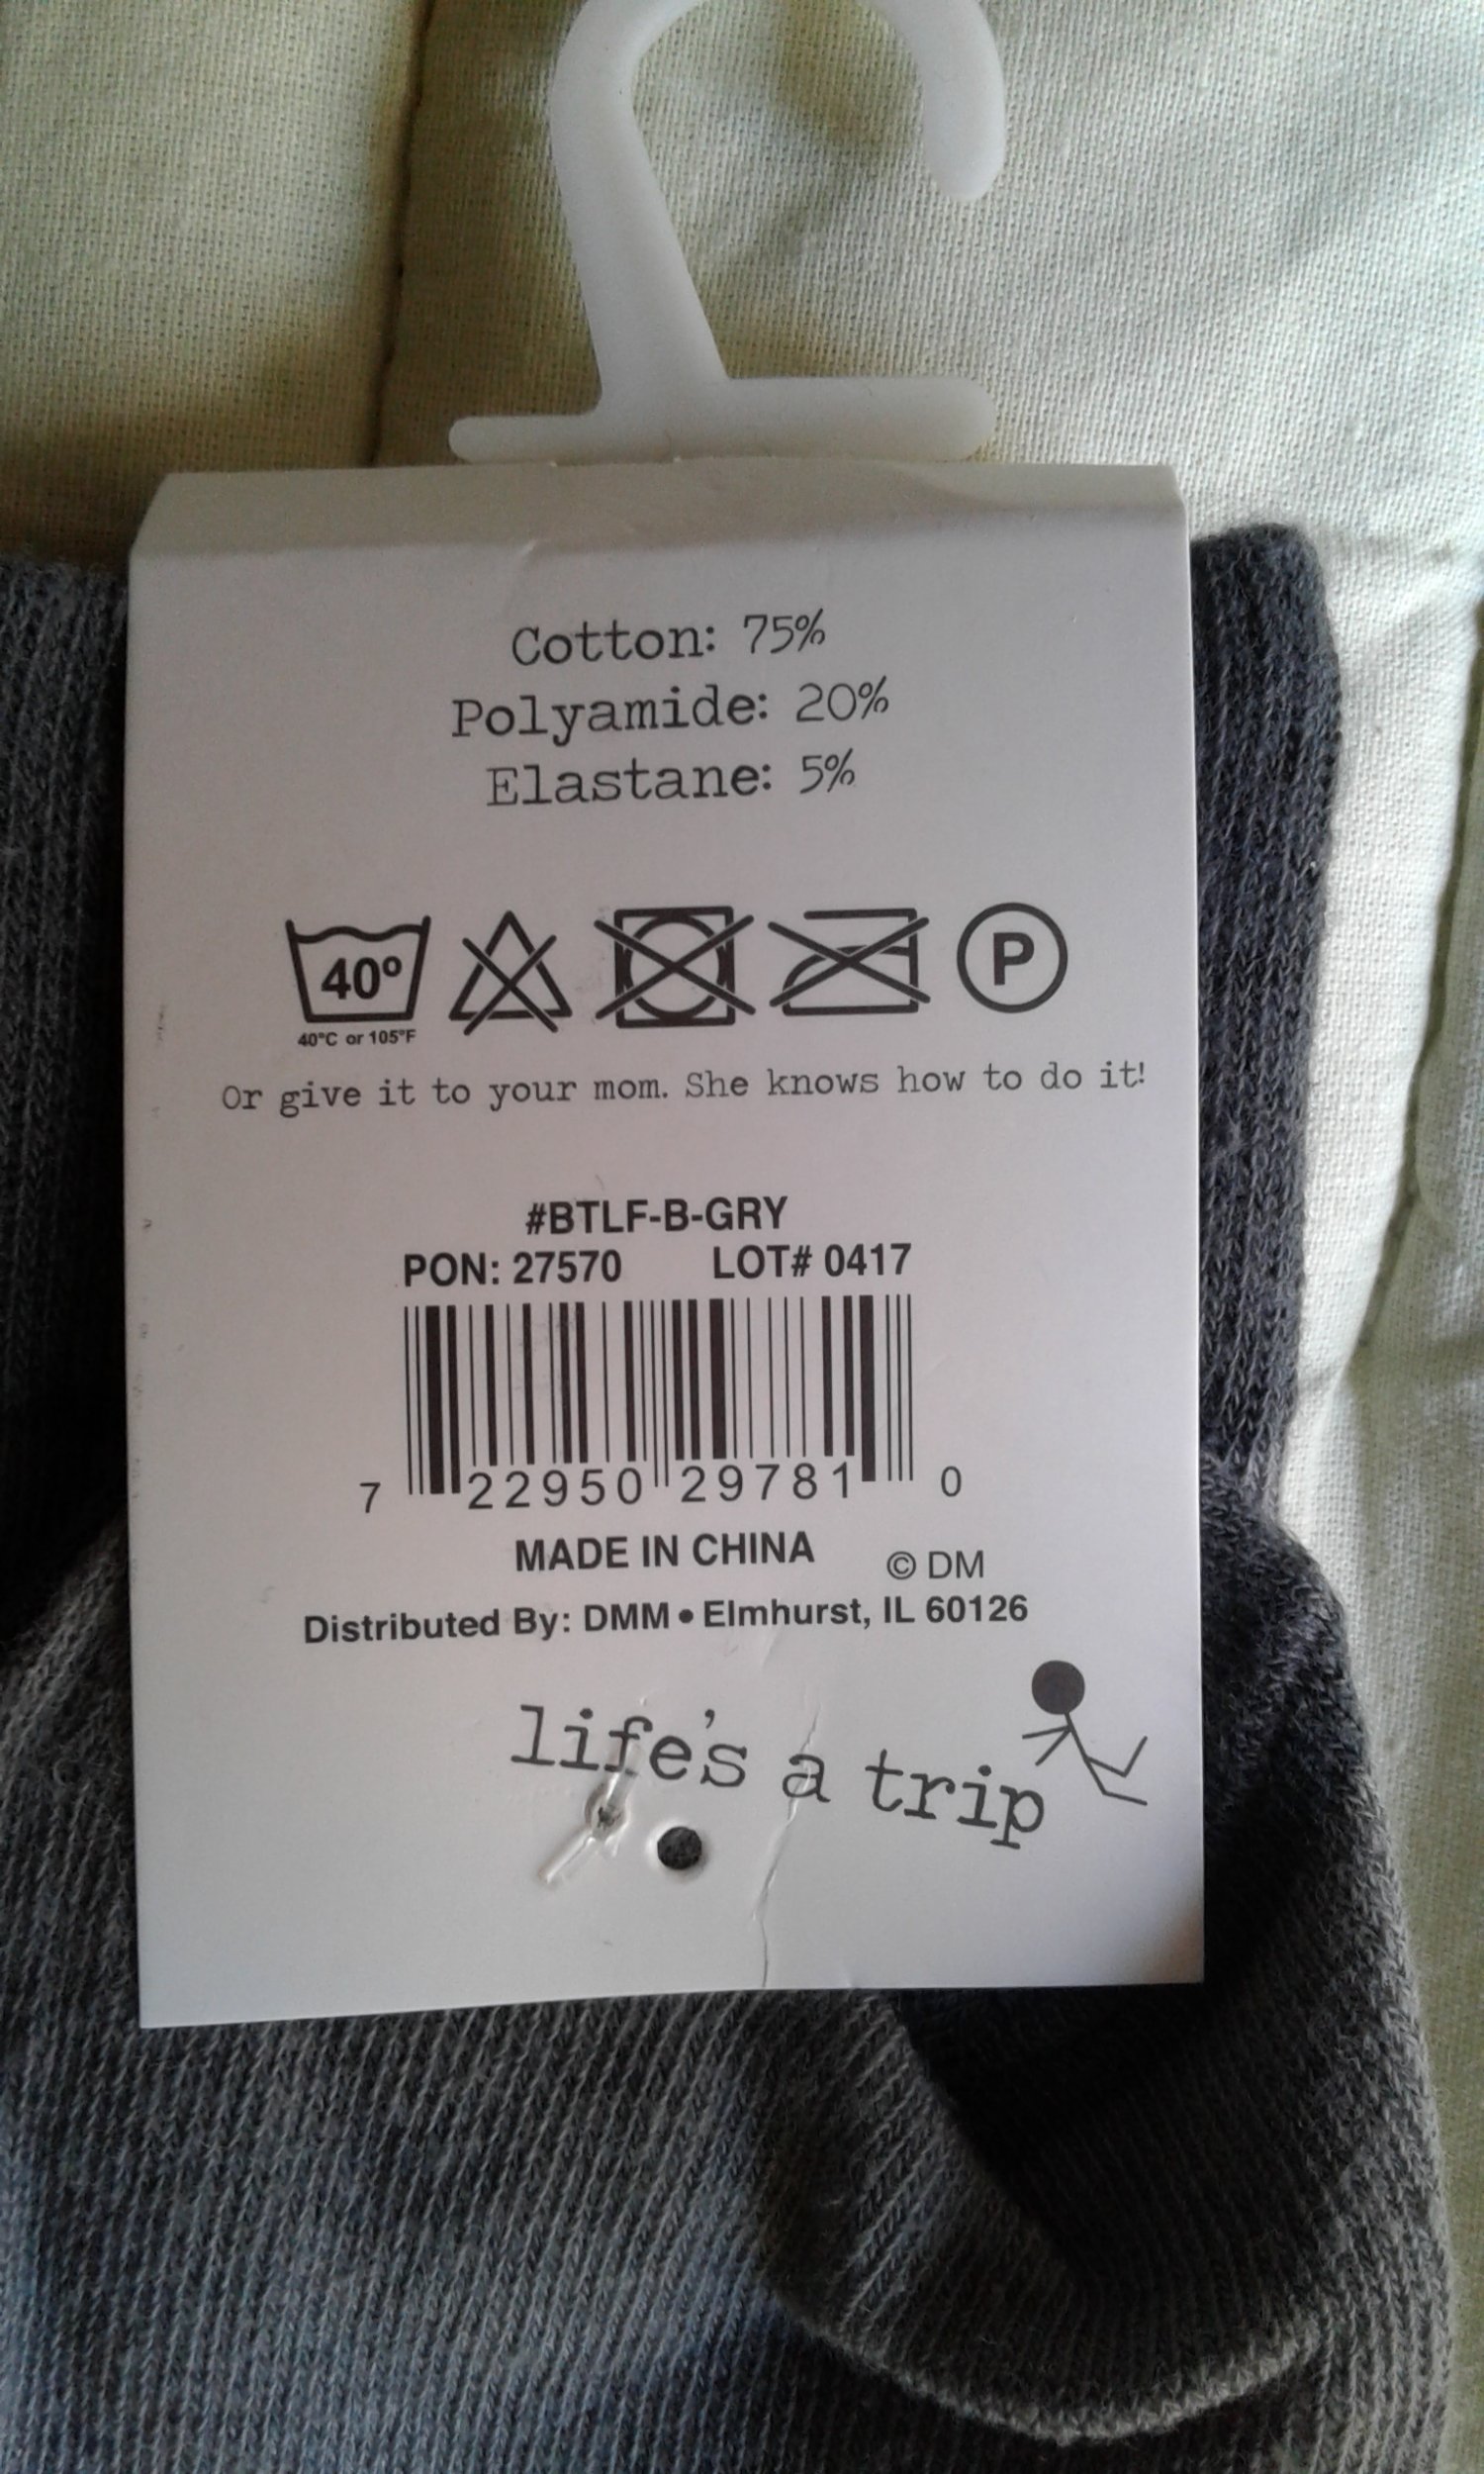 Cotton: 75%
Polyamide: 20%
Elastane: 5%
40º P
40°C or 105°F
Or give it to your mom. She knows how to do it!
#BTLF-B-GRY
PON: 27570 LOT# 0417
7 22950 29781 0
MADE IN CHINA © DM
Distributed By: DMM • Elmhurst, IL 60126
life's a trip